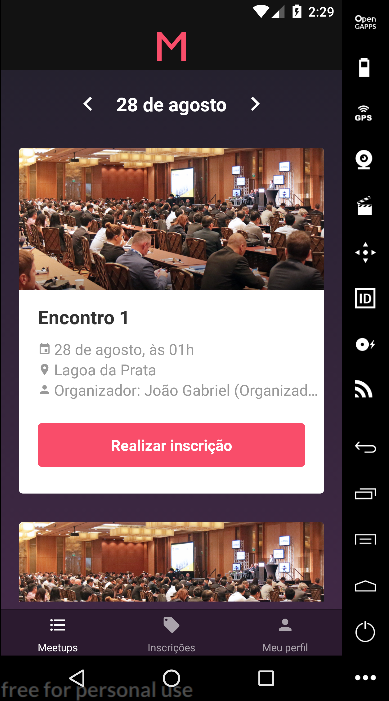 2:29
M
28 de agosto
Encontro 1
28 de agosto, às 01h
Lagoa da Prata
Organizador: João Gabriel (Organizad...
Realizar inscrição
Meetups
Inscrições
Meu perfil
free for personal use
Open
GAPPS
GPS
ID